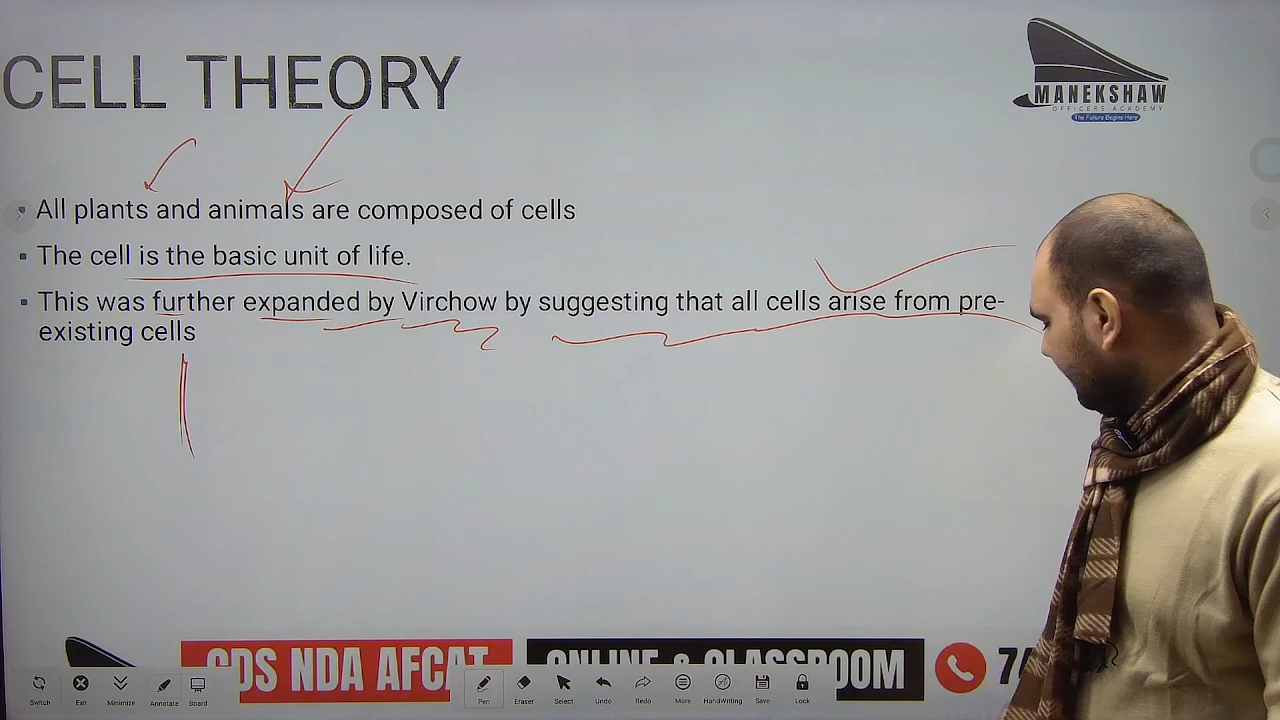 CELL THEORY
MANEKSHAW
OFFICERS ACADEMY
The Future Begins Here
All plants and animals are composed of cells
The cell is the basic unit of life.
This was further expanded by Virchow by suggesting that all cells arise from pre-
existing cells
CDS NDA AFCAT
ONLINE & CLASSROOM
Switch
Exit
Minimize
Annotate
Board
Pen
Eraser
Select
Undo
Redo
More
HandWriting
Save
Lock